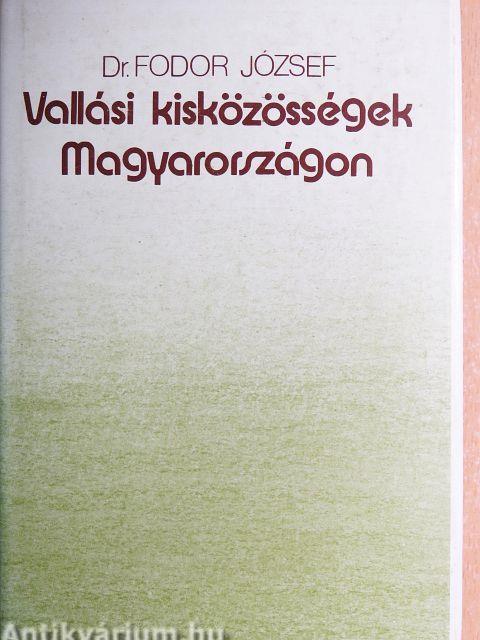 Dr. FODOR JÓZSEF
Vallási kisközösségek
Magyarországon
Antikvárium.hu